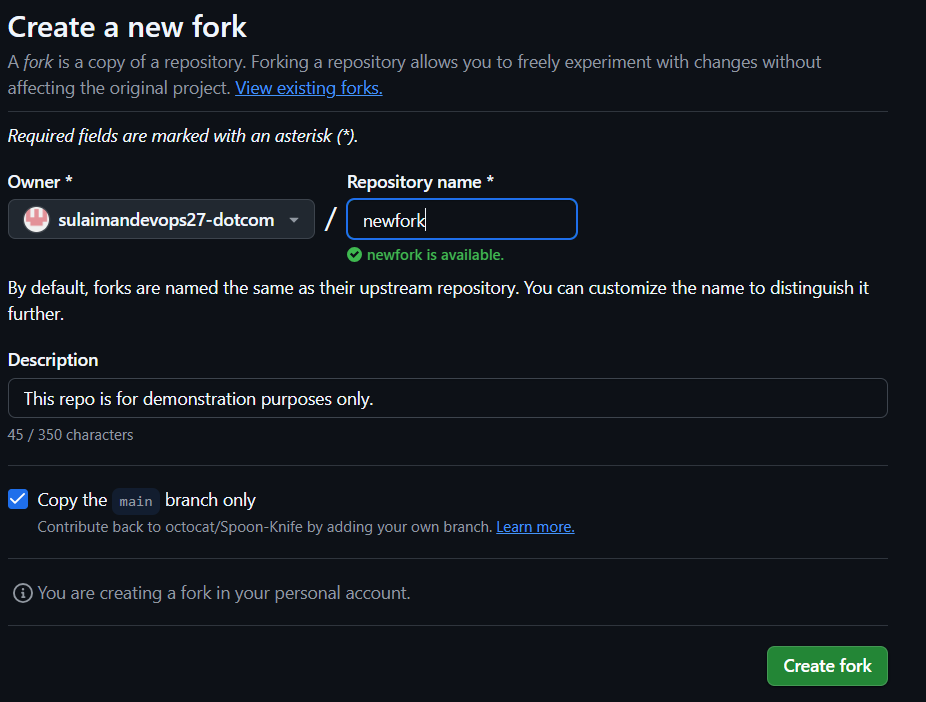 Create a new fork
A fork is a copy of a repository. Forking a repository allows you to freely experiment with changes without
affecting the original project. View existing forks.
Required fields are marked with an asterisk (*).
Owner *
Repository name *
sulaimandevops27-dotcom
/
newfork
newfork is available.
By default, forks are named the same as their upstream repository. You can customize the name to distinguish it
further.
Description
This repo is for demonstration purposes only.
45 / 350 characters
Copy the main branch only
Contribute back to octocat/Spoon-Knife by adding your own branch. Learn more.
You are creating a fork in your personal account.
Create fork